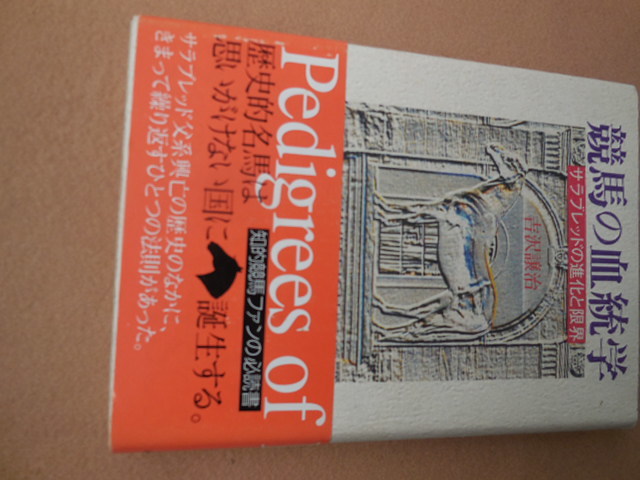 競馬の血統学
サラブレッドの進化と限界
吉沢譲治
Pedigrees of
知的競馬ファンの必読書
歴史的名馬は
思いがけない国に誕生する。
サラブレッド父系興亡の歴史のなかに、
きまって繰り返すひとつの法則があった。